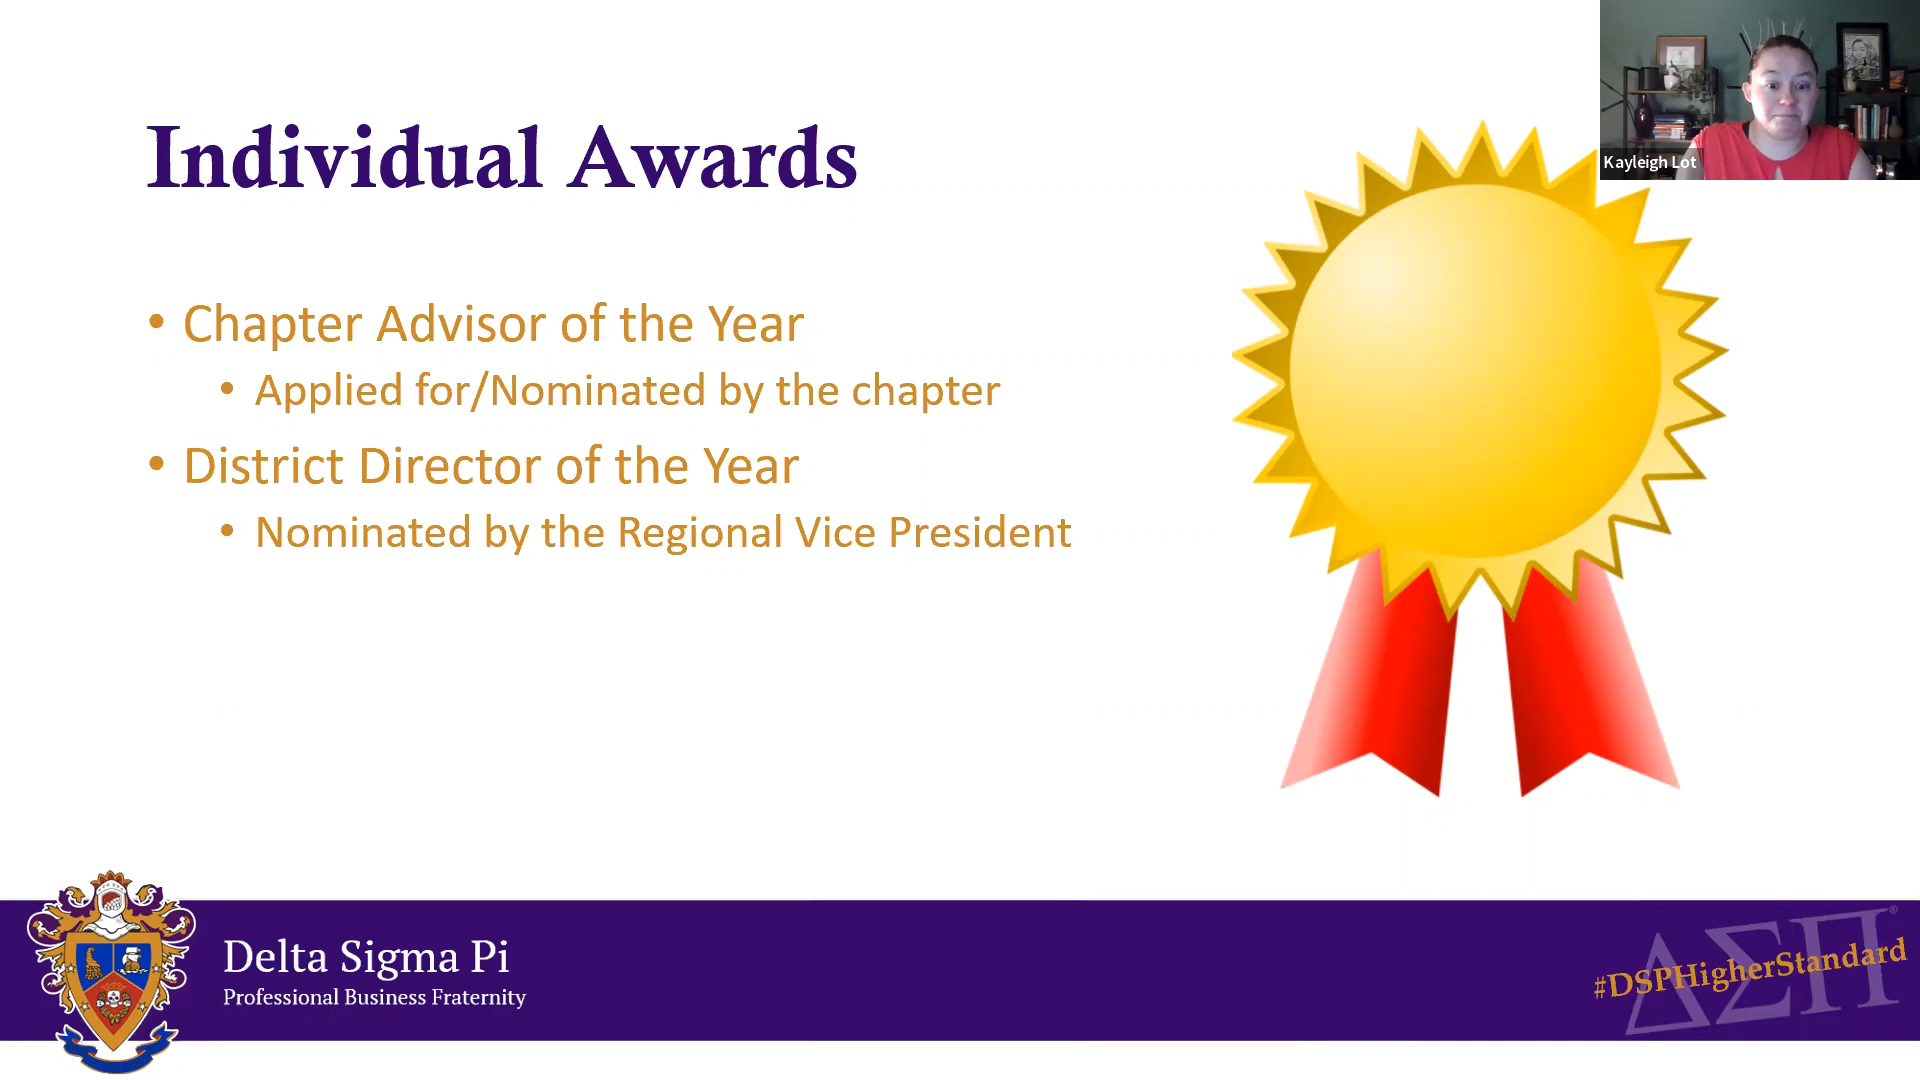 Individual Awards
Kayleigh Lot
• Chapter Advisor of the Year
• Applied for/Nominated by the chapter
• District Director of the Year
• Nominated by the Regional Vice President
Delta Sigma Pi
Professional Business Fraternity
ΔΣΠ®
#DSPHigherStandard